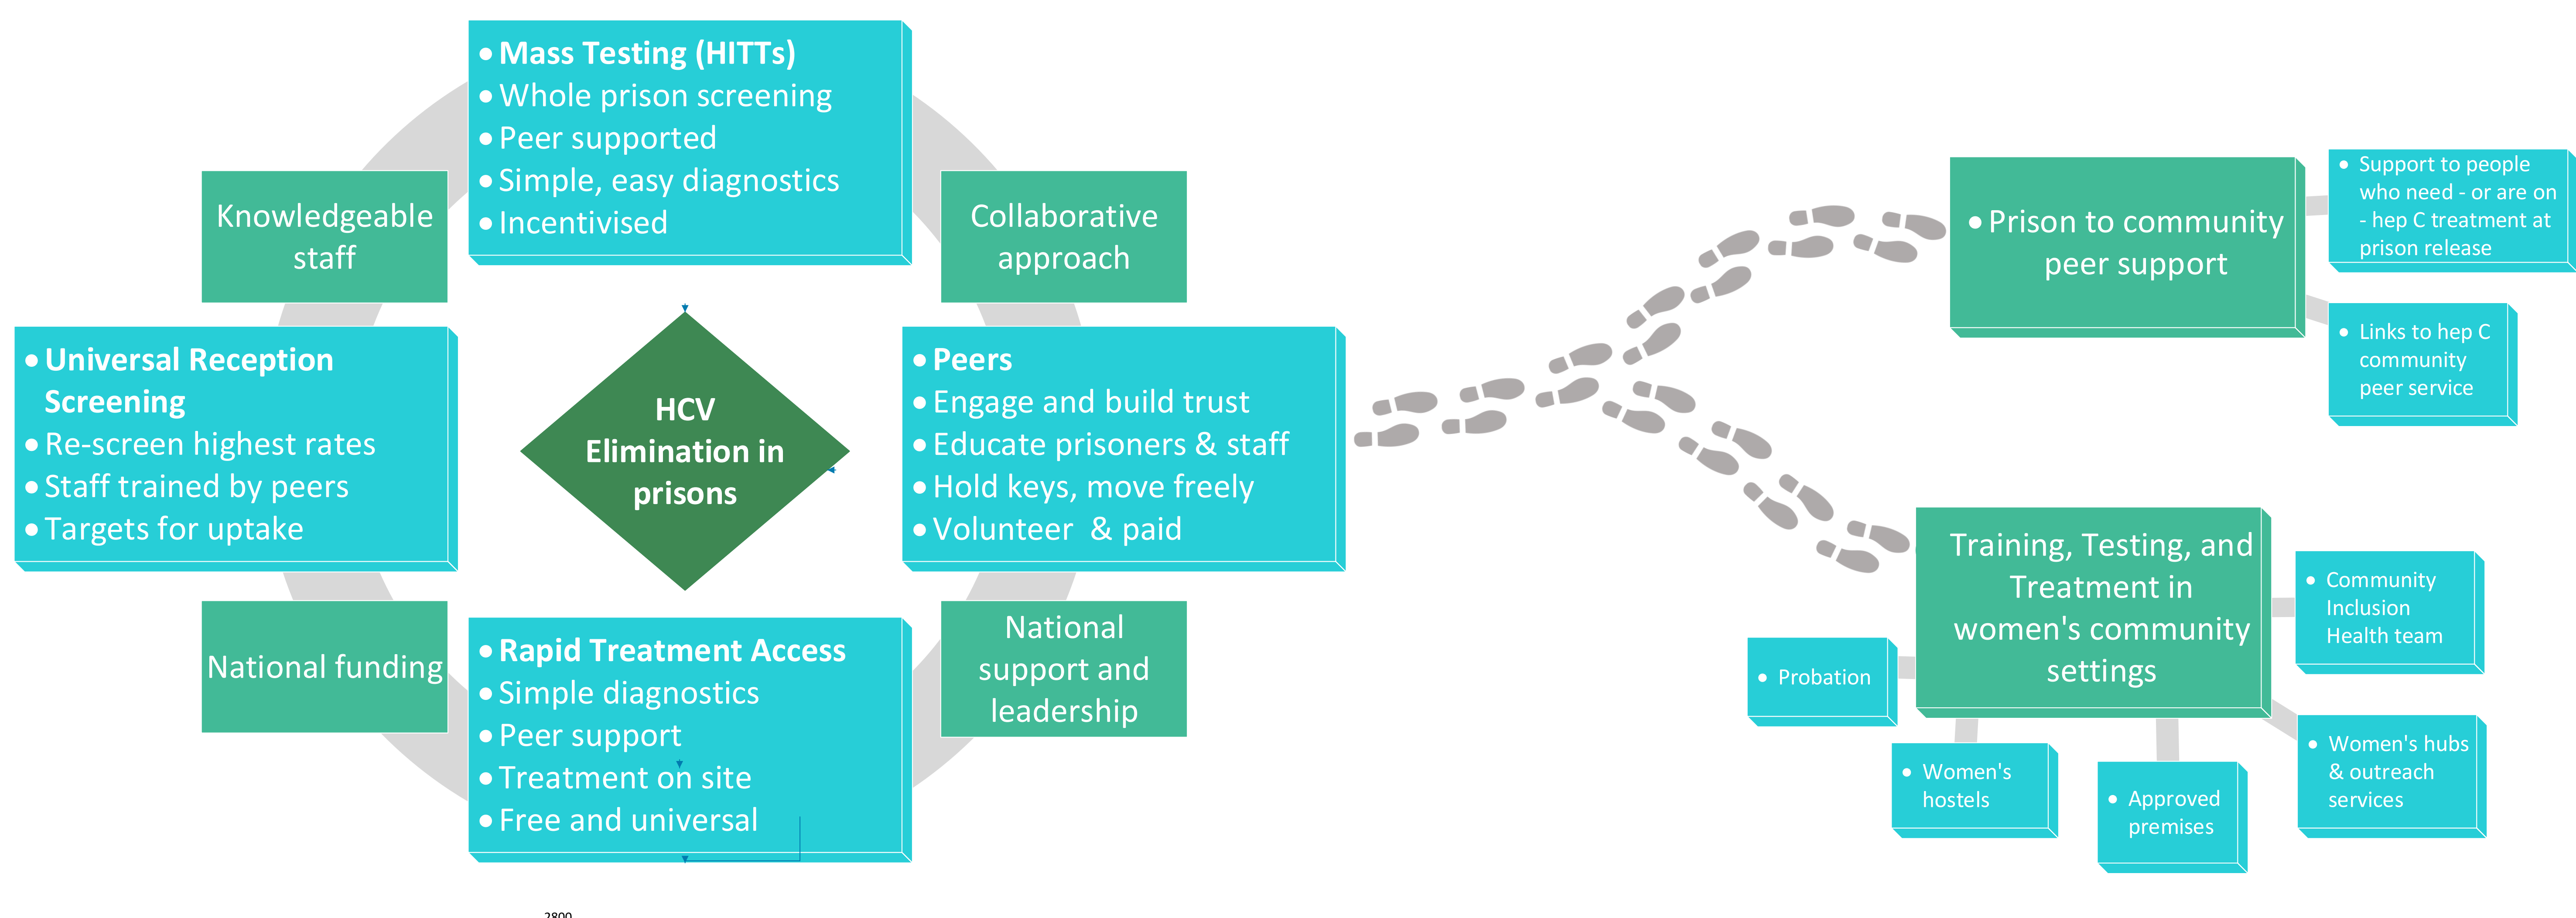 • Mass Testing (HITTs)
• Whole prison screening
• Peer supported
• Simple, easy diagnostics
• Incentivised
Knowledgeable
staff
Collaborative
approach
• Universal Reception
Screening
• Re-screen highest rates
• Staff trained by peers
• Targets for uptake
HCV
Elimination in
prisons
• Peers
• Engage and build trust
• Educate prisoners & staff
• Hold keys, move freely
• Volunteer & paid
National funding
• Rapid Treatment Access
• Simple diagnostics
• Peer support
• Treatment on site
• Free and universal
National
support and
leadership
• Prison to community
peer support
• Support to people
who need - or are on
- hep C treatment at
prison release
• Links to hep C
community
peer service
Training, Testing, and
Treatment in
women's community
settings
• Community
Inclusion
Health team
• Probation
• Women's
hostels
• Approved
premises
• Women's hubs
& outreach
services
2800